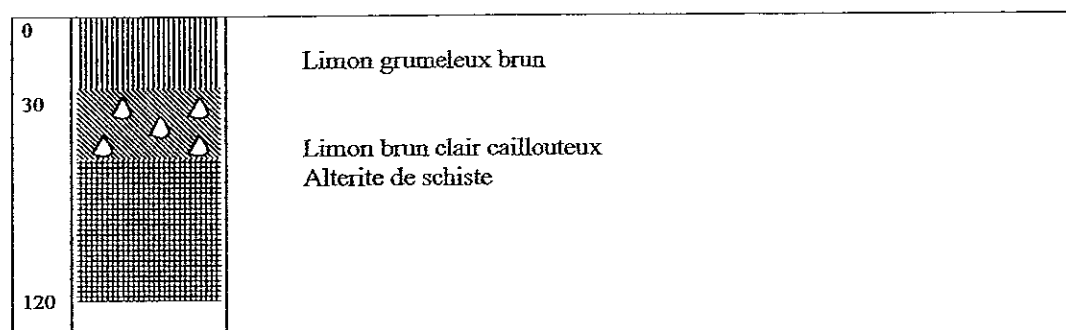 0
Limon grumeleux brun
30
Limon brun clair caillouteux
Alterite de schiste
120